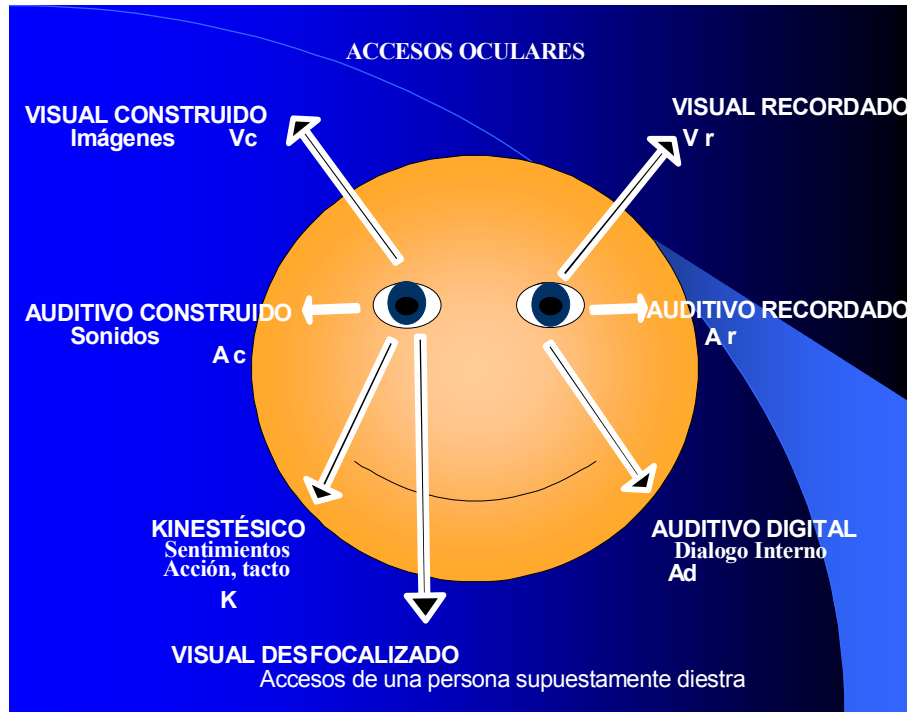 ACCESOS OCULARES
VISUAL CONSTRUIDO
Imágenes Vc
VISUAL RECORDADO
V r
AUDITIVO CONSTRUIDO
Sonidos
A c
AUDITIVO RECORDADO
A r
KINESTÉSICO
Sentimientos
Acción, tacto
K
AUDITIVO DIGITAL
Dialogo Interno
Ad
VISUAL DESFOCALIZADO
Accesos de una persona supuestamente diestra